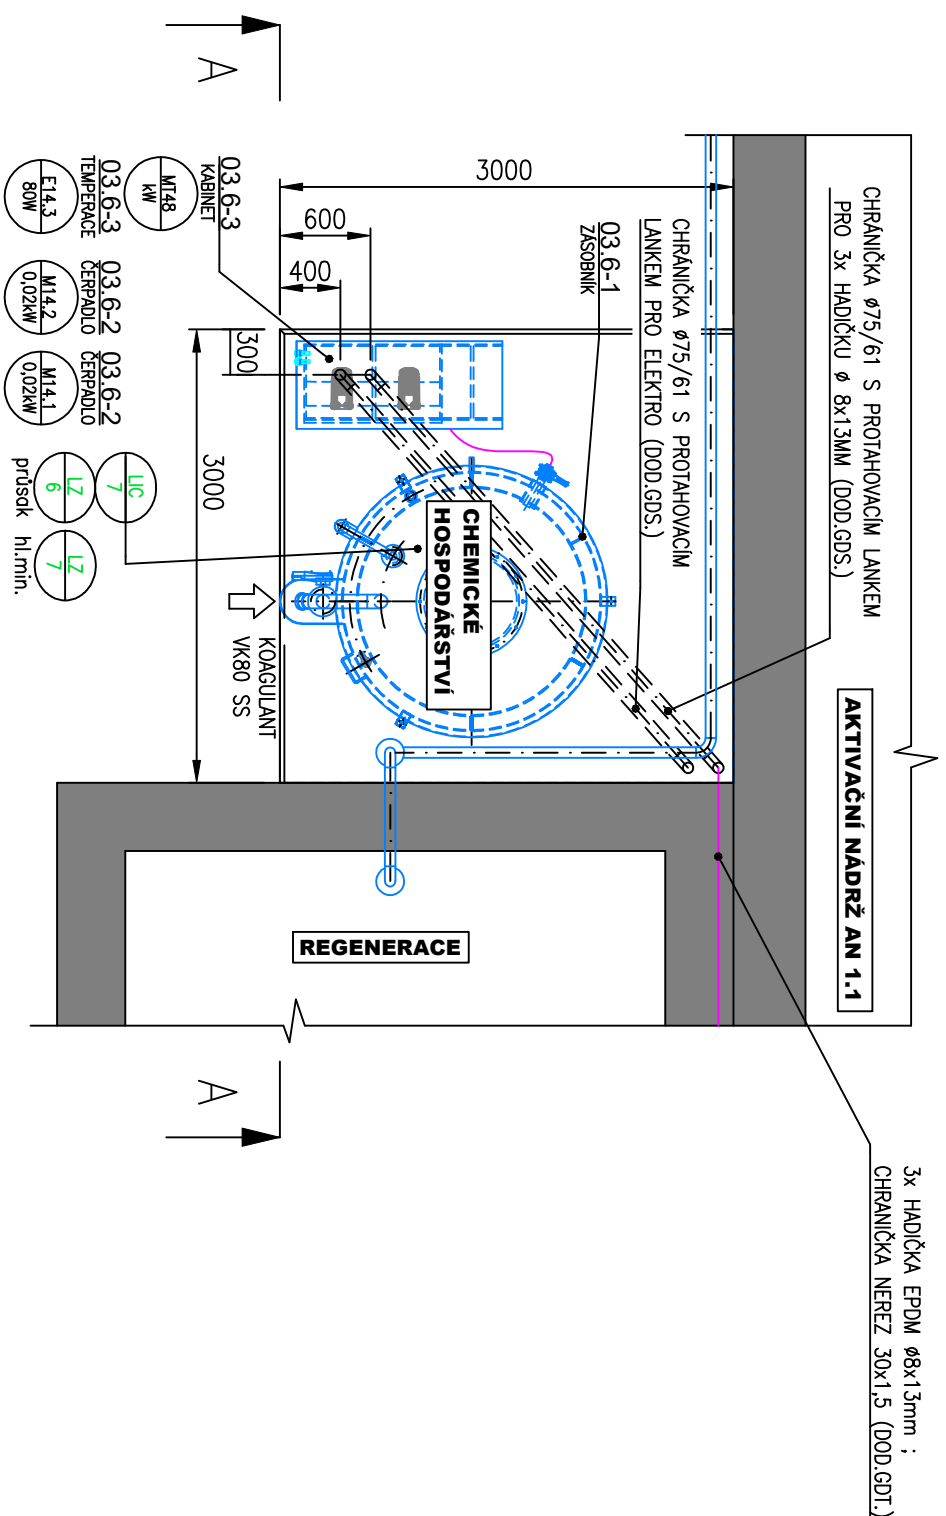 A
CHRÁNIČKA ø75/61 S PROTAHOVACÍM LANKEM
PRO 3x HADIČKU ø 8x13MM (DOD.GDS.)
AKTIVAČNÍ NÁDRŽ AN 1.1
3000
600
400
CHRÁNIČKA ø75/61 S PROTAHOVACÍM
LANKEM PRO ELEKTRO (DOD.GDS.)
03.6-1
ZÁSOBNÍK
03.6-3
KABINET
MT48
kW
03.6-3
TEMPERACE
E14.3
80W
03.6-2
ČERPADLO
M14.2
0,02kW
03.6-2
ČERPADLO
M14.1
0,02kW
300
3000
CHEMICKÉ
HOSPODÁŘSTVÍ
LIC
7
LZ
6
průsak
LZ
7
hl.min.
KOAGULANT
VK80 SS
REGENERACE
A
3x HADIČKA EPDM ø8x13mm ;
CHRANIČKA NEREZ 30x1,5 (DOD.GDT.)